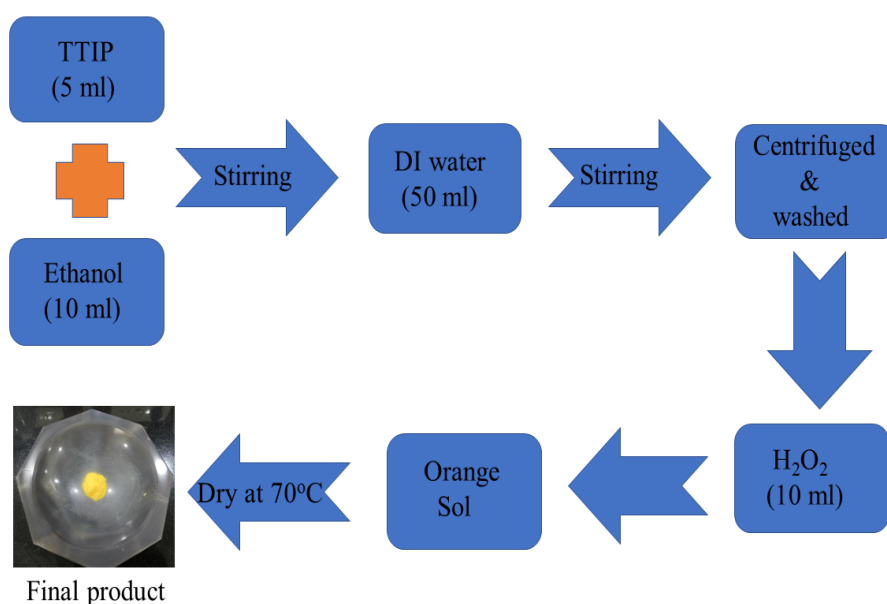 TTIP
(5 ml)
Ethanol
(10 ml)
Stirring
DI water
(50 ml)
Stirring
Centrifuged
&
washed
H₂O₂
(10 ml)
Orange
Sol
Dry at 70ᵒC
Final product